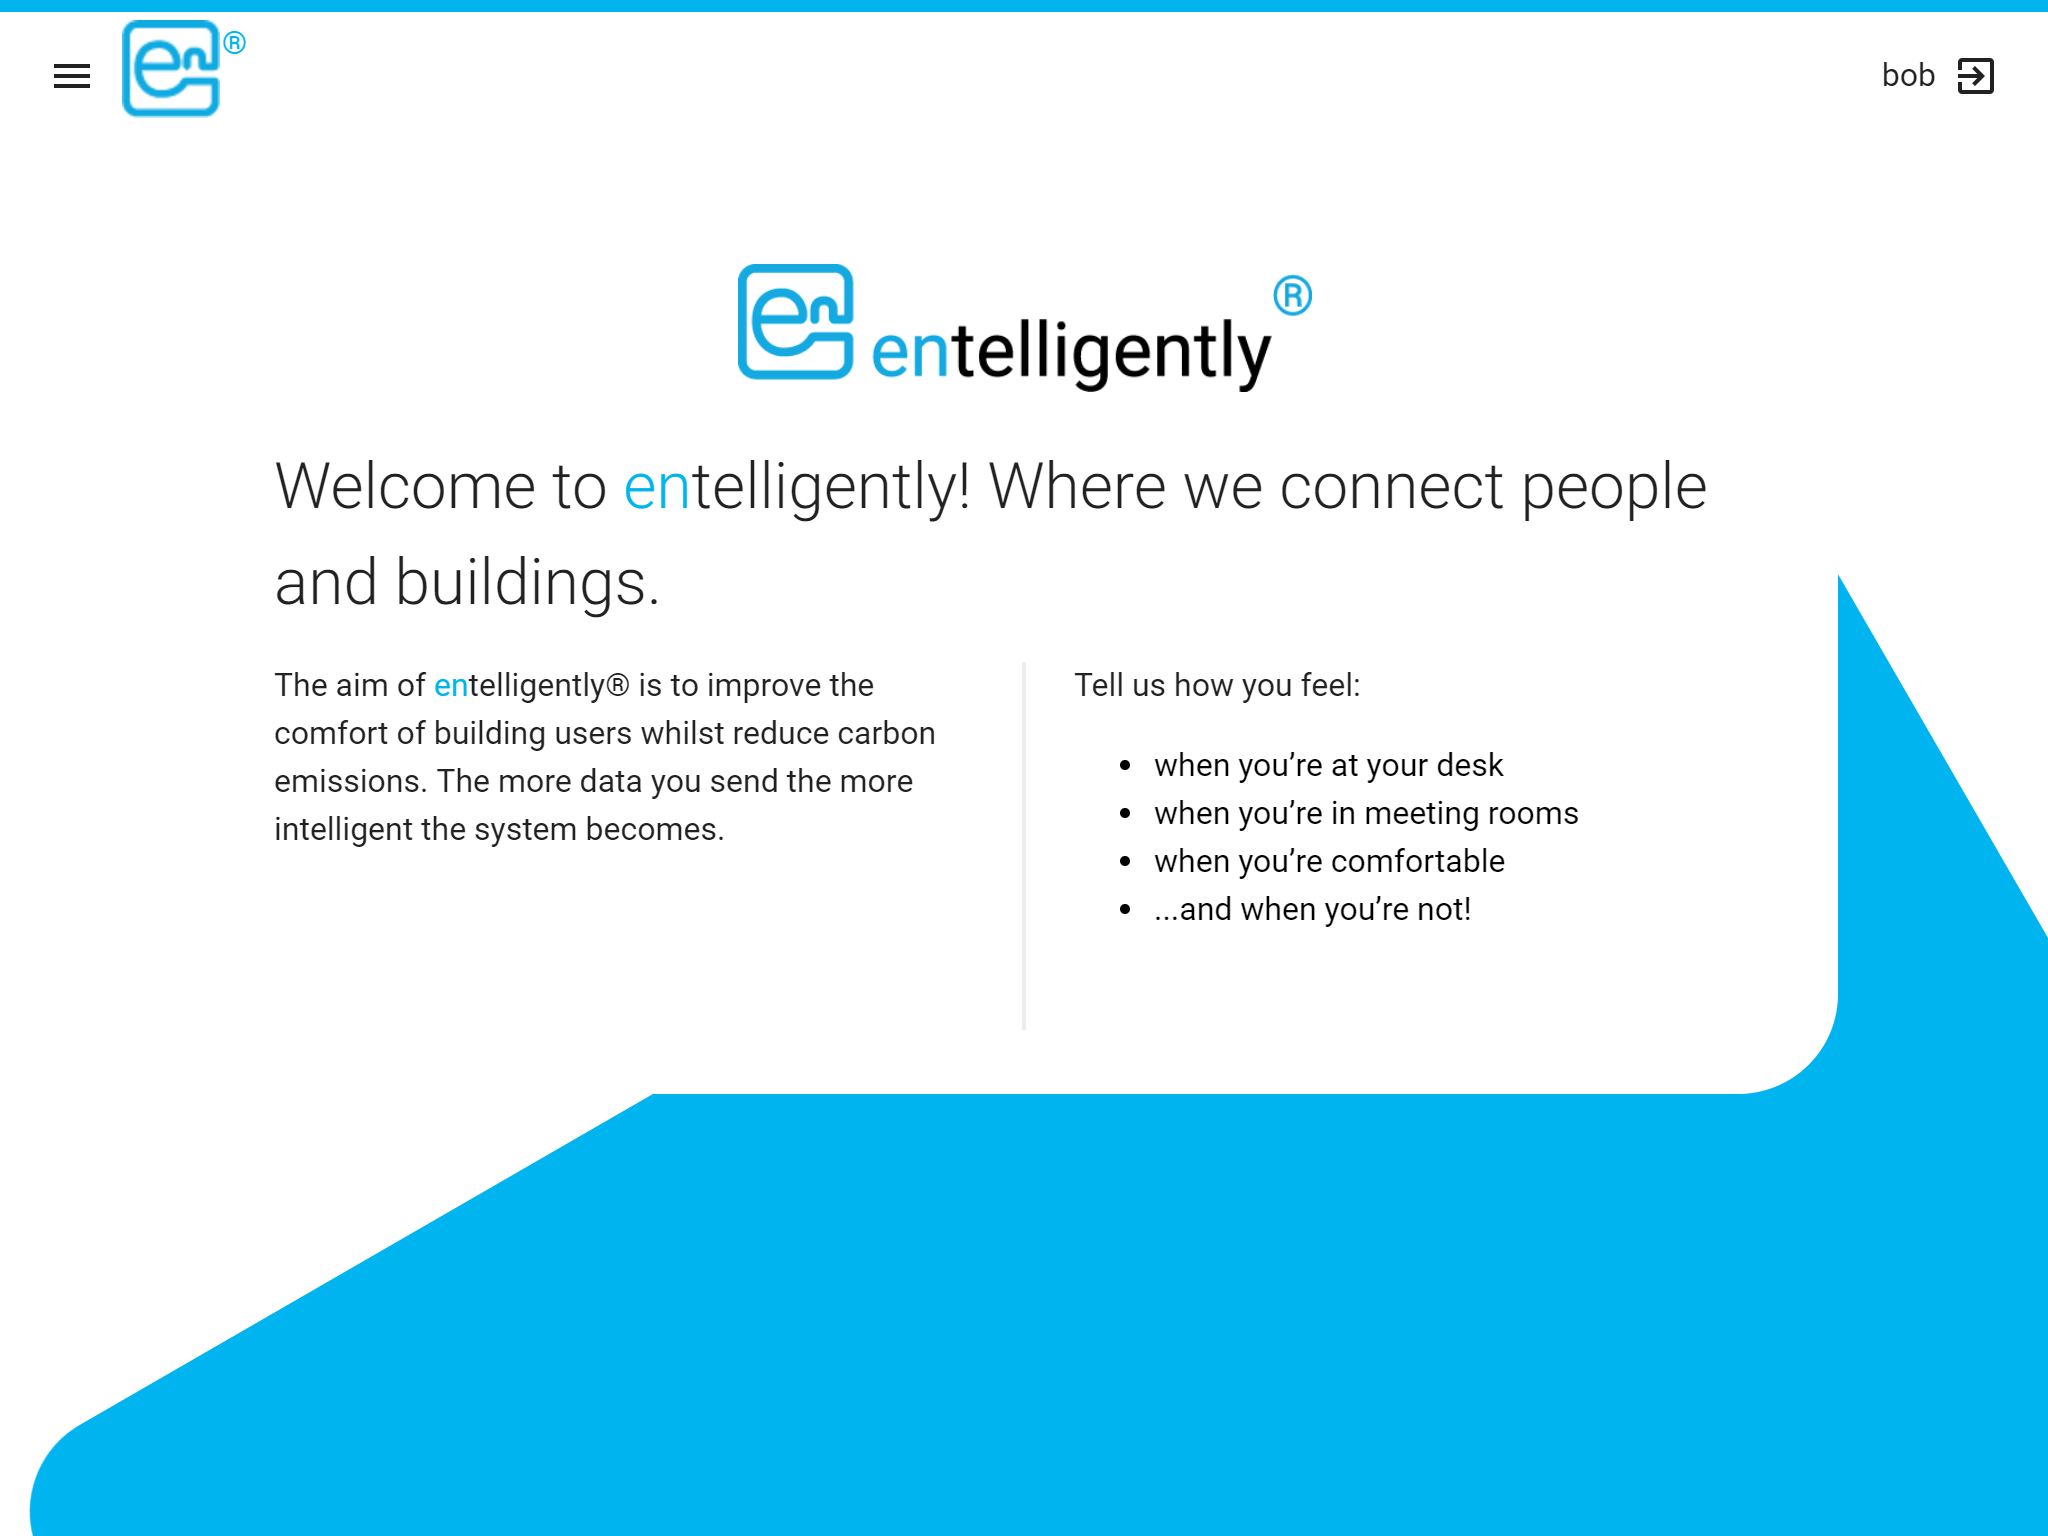 en®
bob
en entelligently®
Welcome to entelligently! Where we connect people
and buildings.
The aim of entelligently® is to improve the
comfort of building users whilst reduce carbon
emissions. The more data you send the more
intelligent the system becomes.
Tell us how you feel:
• when you’re at your desk
• when you’re in meeting rooms
• when you’re comfortable
• ...and when you’re not!